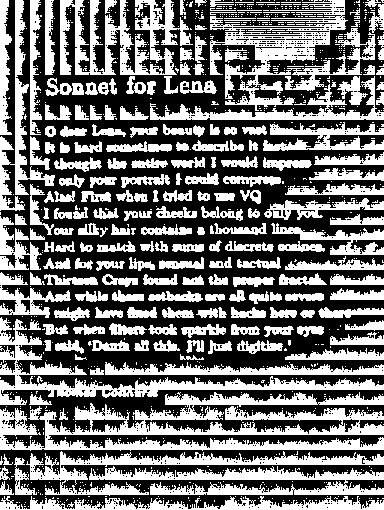 Sonnet for Lena
O dear Lena, your beauty is so vast
It is hard sometimes to describe it fast.
I thought the entire world I would impress
If only your portrait I could compress.
Alas! First when I tried to use VQ
I found that your cheeks belong to only you.
Your silky hair contains a thousand lines
Hard to match with sums of discrete cosines.
And for your lips, sensual and tactual
Thirteen Crays found not the proper fractal.
And while these setbacks are all quite severe
I might have fixed them with hacks here or there
But when filters took sparkle from your eyes
I said, 'Damn all this. I'll just digitize.'
Thomas Colthurst